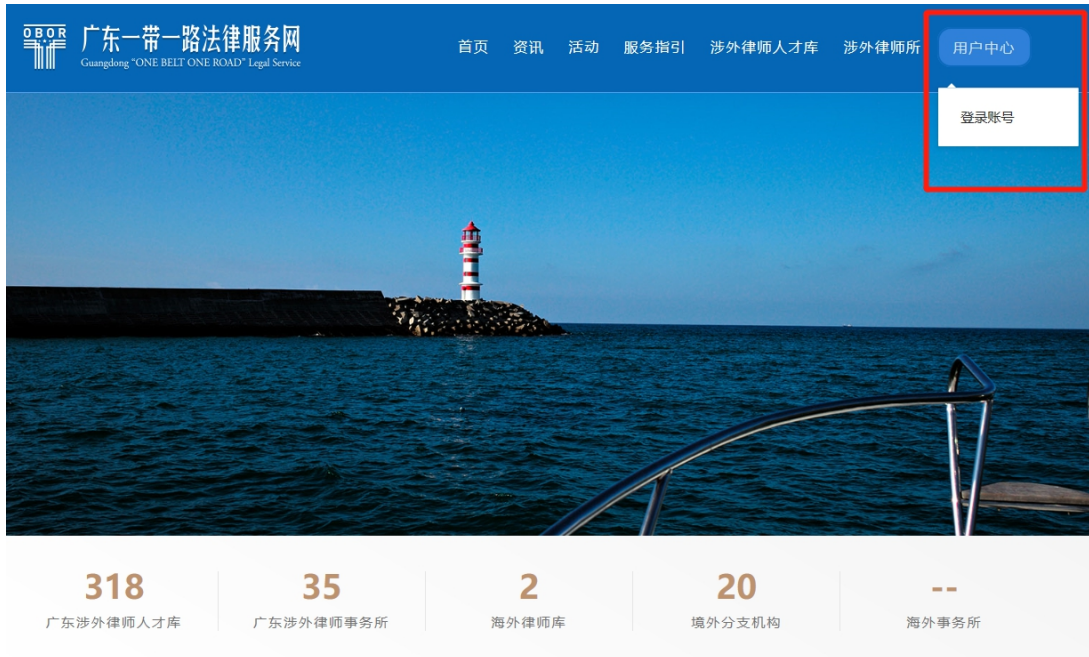 OBOR
广东一带一路法律服务网
Guangdong "ONE BELT ONE ROAD" Legal Service
首页 资讯 活动 服务指引 涉外律师人才库 涉外律师所 用户中心
登录账号
318 35 2 20 --
广东涉外律师人才库 广东涉外律师事务所 海外律师库 境外分支机构 海外事务所